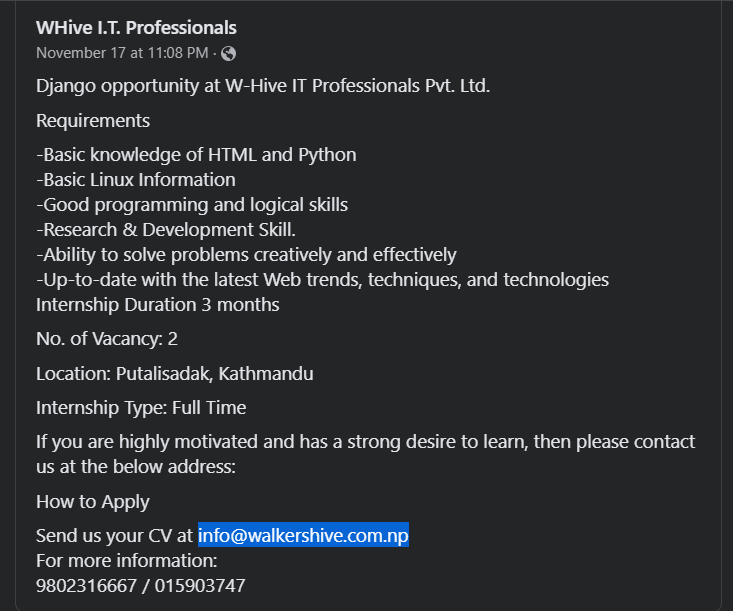 WHive I.T. Professionals
November 17 at 11:08 PM ·
Django opportunity at W-Hive IT Professionals Pvt. Ltd.
Requirements
-Basic knowledge of HTML and Python
-Basic Linux Information
-Good programming and logical skills
-Research & Development Skill.
-Ability to solve problems creatively and effectively
-Up-to-date with the latest Web trends, techniques, and technologies
Internship Duration 3 months
No. of Vacancy: 2
Location: Putalisadak, Kathmandu
Internship Type: Full Time
If you are highly motivated and has a strong desire to learn, then please contact
us at the below address:
How to Apply
Send us your CV at info@walkershive.com.np
For more information:
9802316667 / 015903747